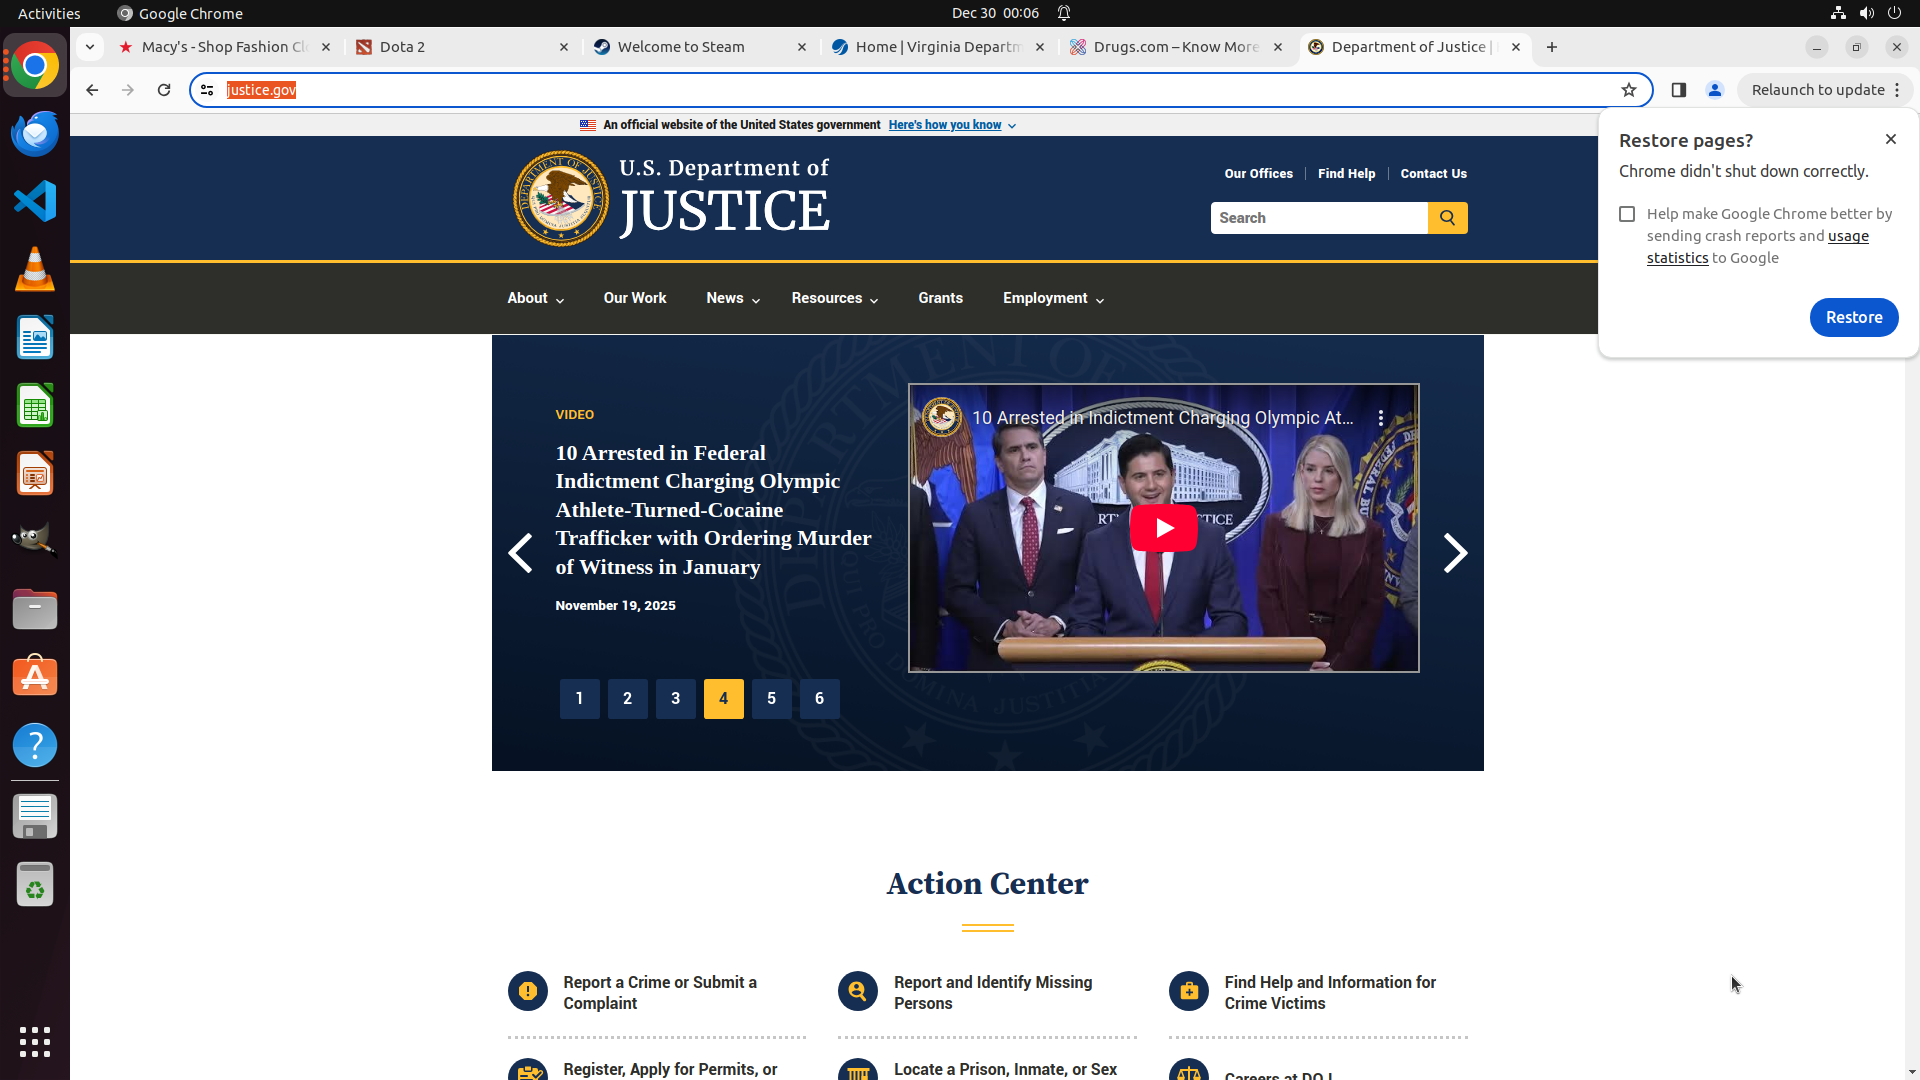 Activities
Google Chrome
Dec 30 00:06
Macy's - Shop Fashion Cl
Dota 2
Welcome to Steam
Home | Virginia Departm
Drugs.com – Know More
Department of Justice |
justice.gov
Relaunch to update
An official website of the United States government Here's how you know
Restore pages?
Chrome didn't shut down correctly.
Help make Google Chrome better by
sending crash reports and usage
statistics to Google
Restore
U.S. Department of
JUSTICE
Our Offices
Find Help
Contact Us
Search
About
Our Work
News
Resources
Grants
Employment
VIDEO
10 Arrested in Federal
Indictment Charging Olympic
Athlete-Turned-Cocaine
Trafficker with Ordering Murder
of Witness in January
November 19, 2025
10 Arrested in Indictment Charging Olympic At...
1
2
3
4
5
6
Action Center
Report a Crime or Submit a
Complaint
Report and Identify Missing
Persons
Find Help and Information for
Crime Victims
Register, Apply for Permits, or
Locate a Prison, Inmate, or Sex
Careers at DOJ